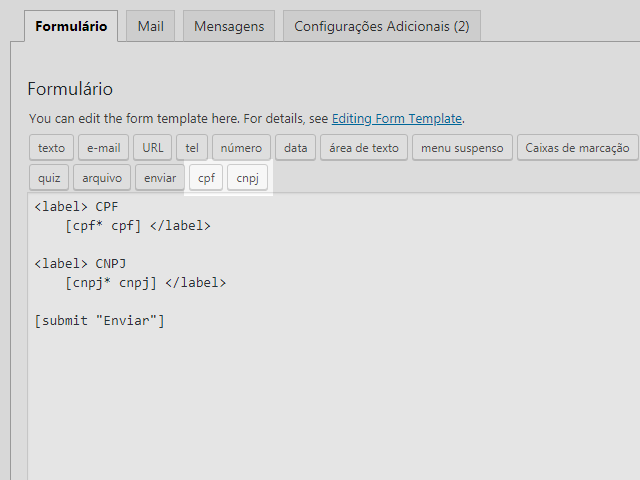 Formulário Mail Mensagens Configurações Adicionais (2)
Formulário
You can edit the form template here. For details, see Editing Form Template.
texto e-mail URL tel número data área de texto menu suspenso Caixas de marcação
quiz arquivo enviar cpf cnpj
<label> CPF
[cpf* cpf] </label>
<label> CNPJ
[cnpj* cnpj] </label>
[submit "Enviar"]